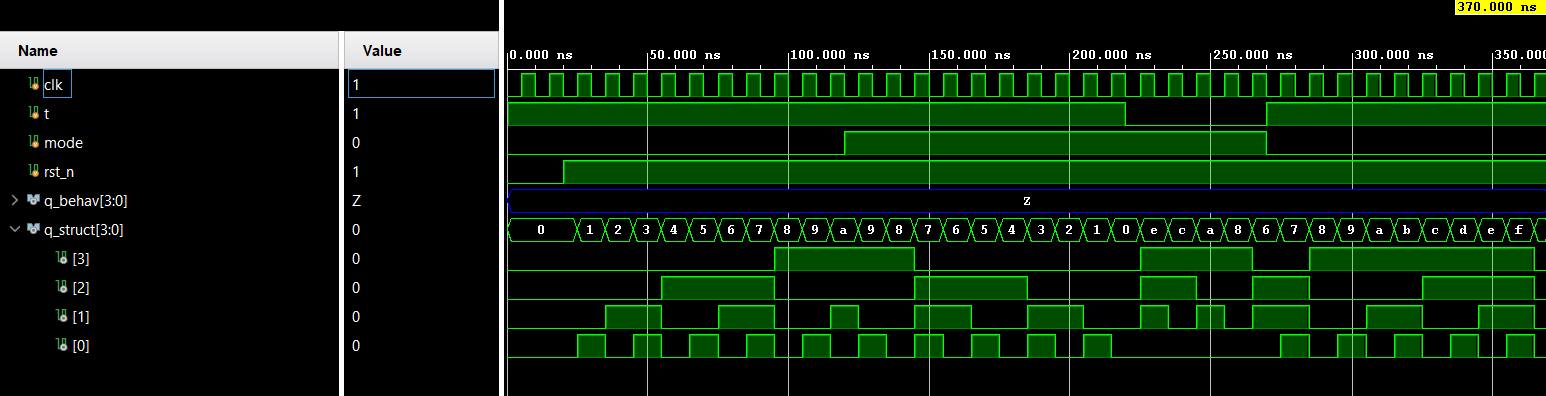 370.000 ns
Name Value
0.000 ns 50.000 ns 100.000 ns 150.000 ns 200.000 ns 250.000 ns 300.000 ns 350.00
clk 1
t 1
mode 0
rst_n 1
q_behav[3:0] Z Z
q_struct[3:0] 0 0 1 2 3 4 5 6 7 8 9 a 9 8 7 6 5 4 3 2 1 0 e c a 8 6 7 8 9 a b c d e f
[3] 0
[2] 0
[1] 0
[0] 0